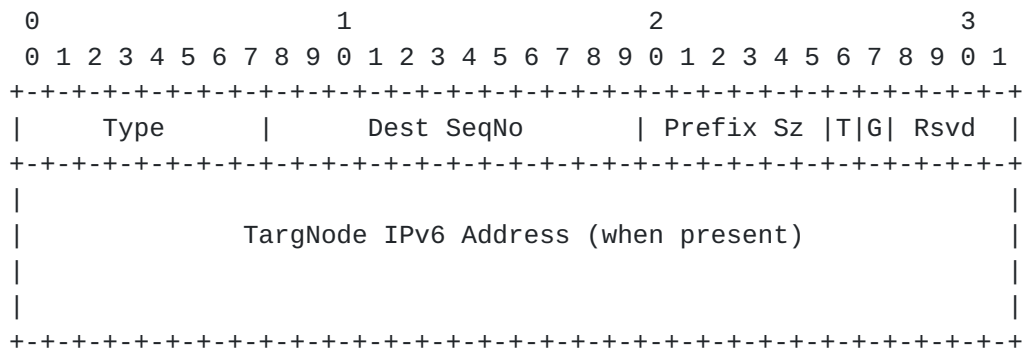 0                   1                   2                   3
0 1 2 3 4 5 6 7 8 9 0 1 2 3 4 5 6 7 8 9 0 1 2 3 4 5 6 7 8 9 0 1
+-+-+-+-+-+-+-+-+-+-+-+-+-+-+-+-+-+-+-+-+-+-+-+-+-+-+-+-+-+-+-+-+
|     Type      |      Dest SeqNo       | Prefix Sz |T|G| Rsvd  |
+-+-+-+-+-+-+-+-+-+-+-+-+-+-+-+-+-+-+-+-+-+-+-+-+-+-+-+-+-+-+-+-+
|                                                               |
|              TargNode IPv6 Address (when present)             |
|                                                               |
|                                                               |
+-+-+-+-+-+-+-+-+-+-+-+-+-+-+-+-+-+-+-+-+-+-+-+-+-+-+-+-+-+-+-+-+